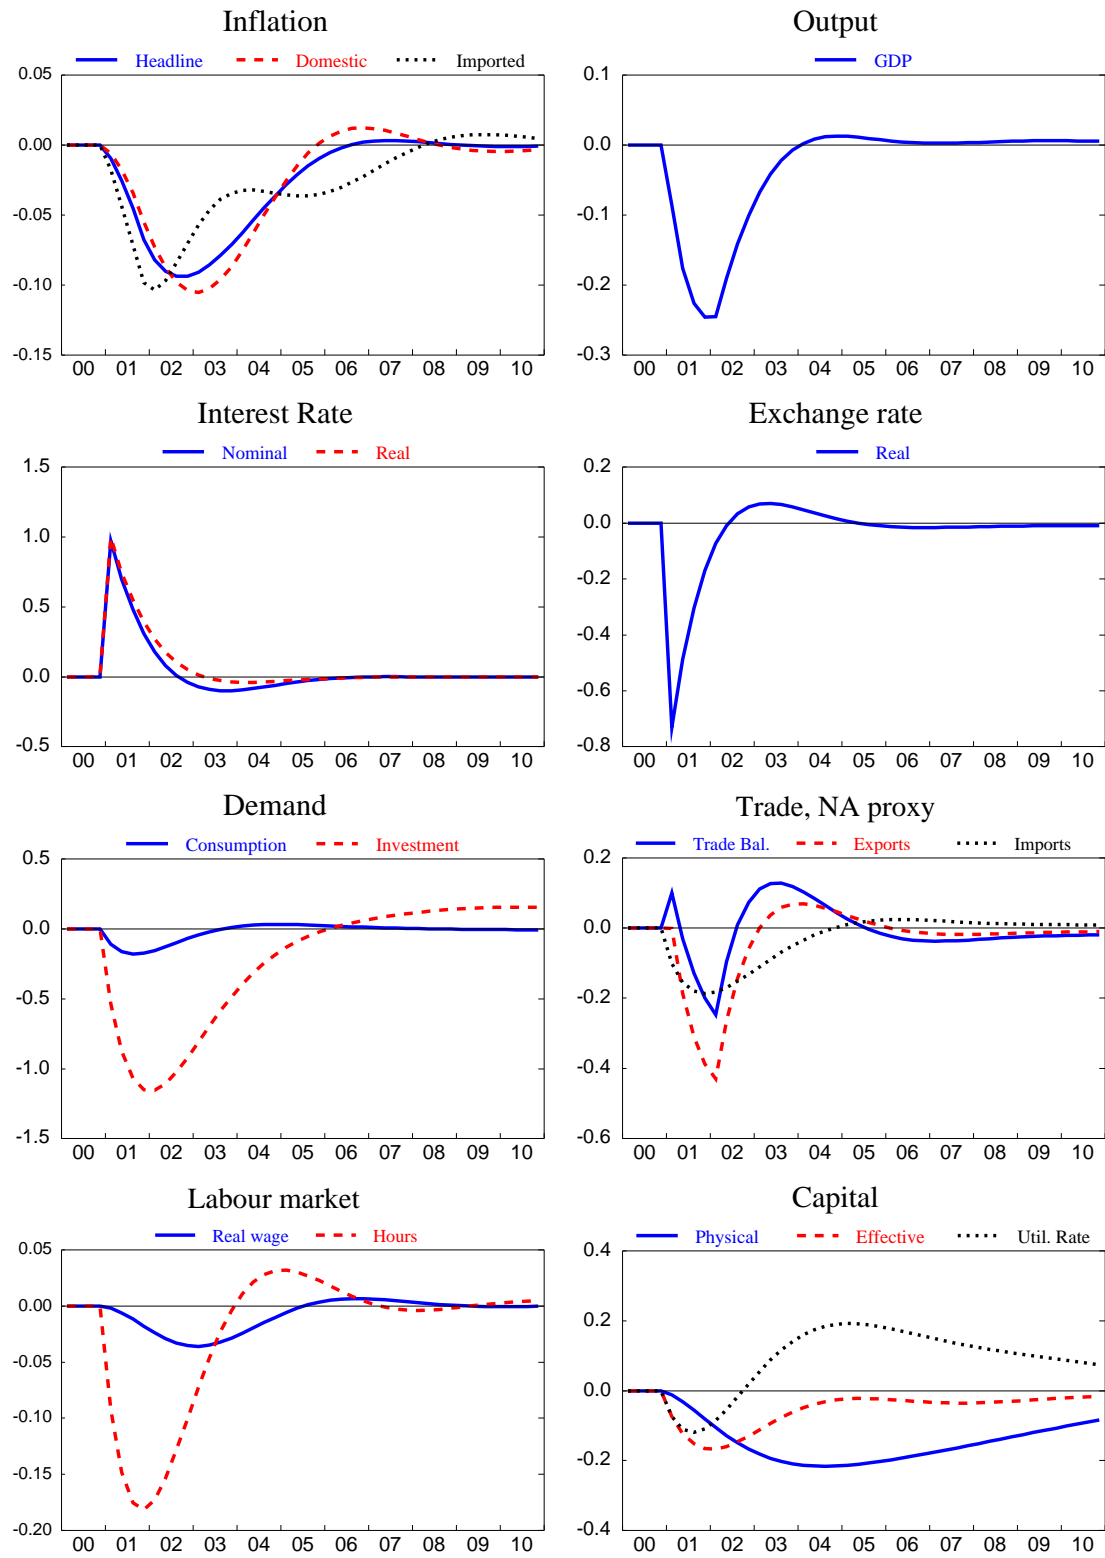 Inflation
Headline Domestic Imported
0.05
0.00
-0.05
-0.10
-0.15
00 01 02 03 04 05 06 07 08 09 10
Output
GDP
0.1
0.0
-0.1
-0.2
-0.3
00 01 02 03 04 05 06 07 08 09 10
Interest Rate
Nominal Real
1.5
1.0
0.5
0.0
-0.5
00 01 02 03 04 05 06 07 08 09 10
Exchange rate
Real
0.2
0.0
-0.2
-0.4
-0.6
-0.8
00 01 02 03 04 05 06 07 08 09 10
Demand
Consumption Investment
0.5
0.0
-0.5
-1.0
-1.5
00 01 02 03 04 05 06 07 08 09 10
Trade, NA proxy
Trade Bal. Exports Imports
0.2
0.0
-0.2
-0.4
-0.6
00 01 02 03 04 05 06 07 08 09 10
Labour market
Real wage Hours
0.05
0.00
-0.05
-0.10
-0.15
-0.20
00 01 02 03 04 05 06 07 08 09 10
Capital
Physical Effective Util. Rate
0.4
0.2
0.0
-0.2
-0.4
00 01 02 03 04 05 06 07 08 09 10